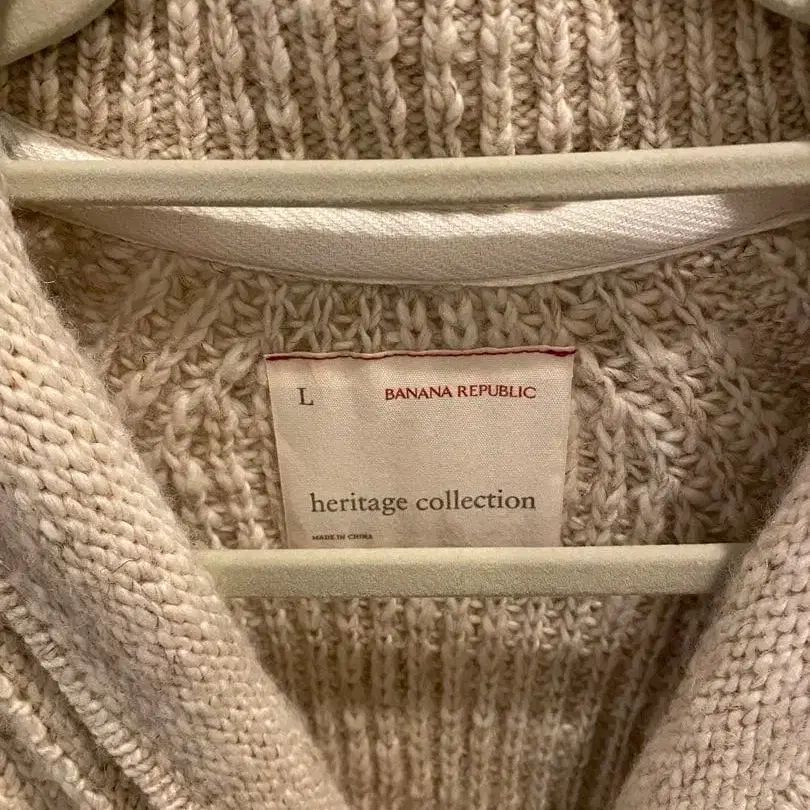 L
BANANA REPUBLIC
heritage collection
MADE IN CHINA